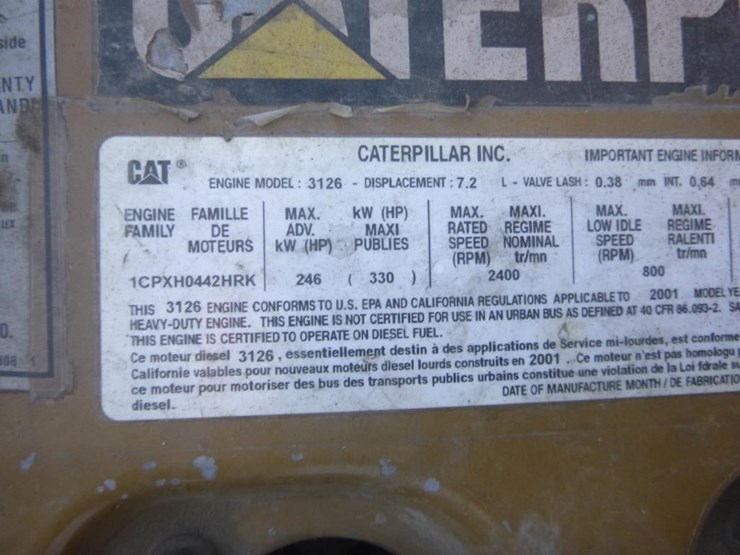 side
NTY
CATERP
CAT ®
CATERPILLAR INC.
IMPORTANT ENGINE INFORM
ENGINE MODEL : 3126 - DISPLACEMENT : 7.2 L - VALVE LASH : 0.38 mm INT. 0.64
ENGINE FAMILLE MAX. kW (HP) MAX. MAXI. MAX. MAXI.
FAMILY DE ADV. MAXI RATED RÉGIME LOW IDLE RÉGIME
MOTEURS kW (HP) PUBLIES SPEED NOMINAL SPEED RALENTI
(RPM) tr/mn (RPM) tr/mn
1CPXH0442HRK 246 ( 330 ) 2400 800
THIS 3126 ENGINE CONFORMS TO U.S. EPA AND CALIFORNIA REGULATIONS APPLICABLE TO 2001 MODEL YE
HEAVY-DUTY ENGINE. THIS ENGINE IS NOT CERTIFIED FOR USE IN AN URBAN BUS AS DEFINED AT 40 CFR 86.093-2. SA
THIS ENGINE IS CERTIFIED TO OPERATE ON DIESEL FUEL.
Ce moteur diesel 3126 , essentiellement destin à des applications de Service mi-lourdes, est conforme
Californie valables pour nouveaux moteurs diesel lourds construits en 2001 . Ce moteur n'est pas homologu
ce moteur pour motoriser des bus des transports publics urbains constitue une violation de la Loi fdrale su
diesel.
DATE OF MANUFACTURE MONTH / DE FABRICATIO